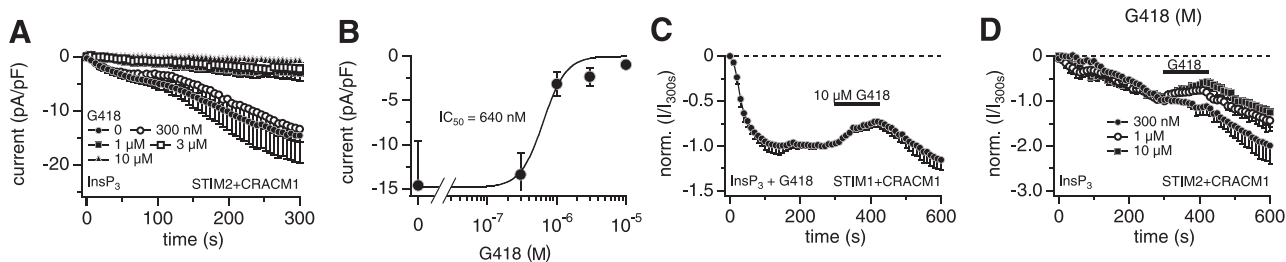 G418 (M)
A
current (pA/pF)
0
-10
-20
G418
0 300 nM
1 µM 3 µM
10 µM
InsP3 STIM2+CRACM1
0 100 200 300
time (s)
B
current (pA/pF)
0
-5
-10
-15
IC50 = 640 nM
0 10-7 10-6 10-5
G418 (M)
C
norm. (I/I300s)
0
-0.5
-1.0
-1.5
10 µM G418
InsP3 + G418 STIM1+CRACM1
0 200 400 600
time (s)
D
norm. (I/I300s)
0
-1.0
-2.0
-3.0
G418
300 nM
1 µM
10 µM
InsP3 STIM2+CRACM1
0 200 400 600
time (s)